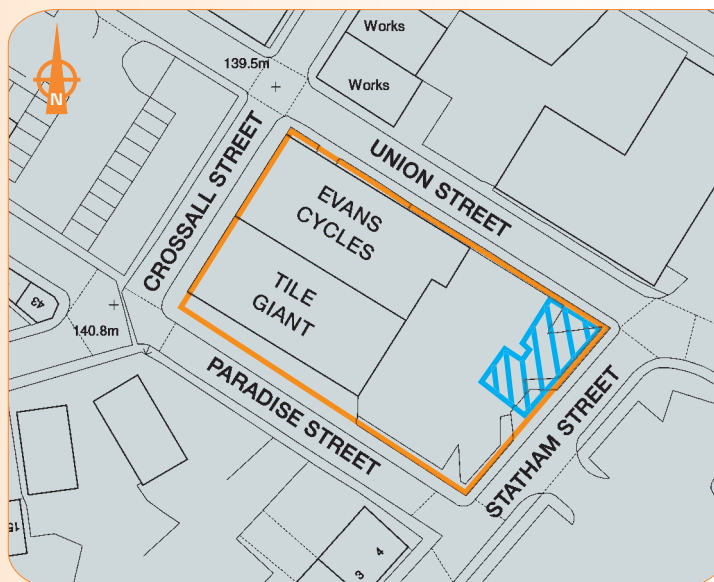 Works
139.5m
Works
N
UNION STREET
CROSSALL STREET
EVANS
CYCLES
TILE
GIANT
43
140.8m
PARADISE STREET
STATHAM STREET
15
4
3